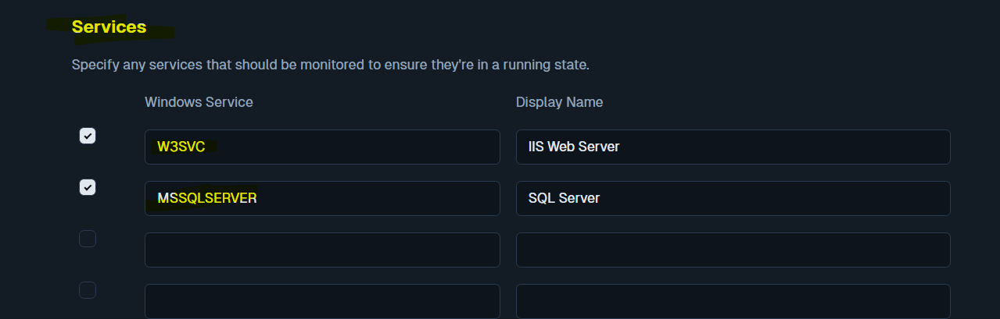 Services
Specify any services that should be monitored to ensure they're in a running state.
Windows Service Display Name
W3SVC IIS Web Server
MSSQLSERVER SQL Server